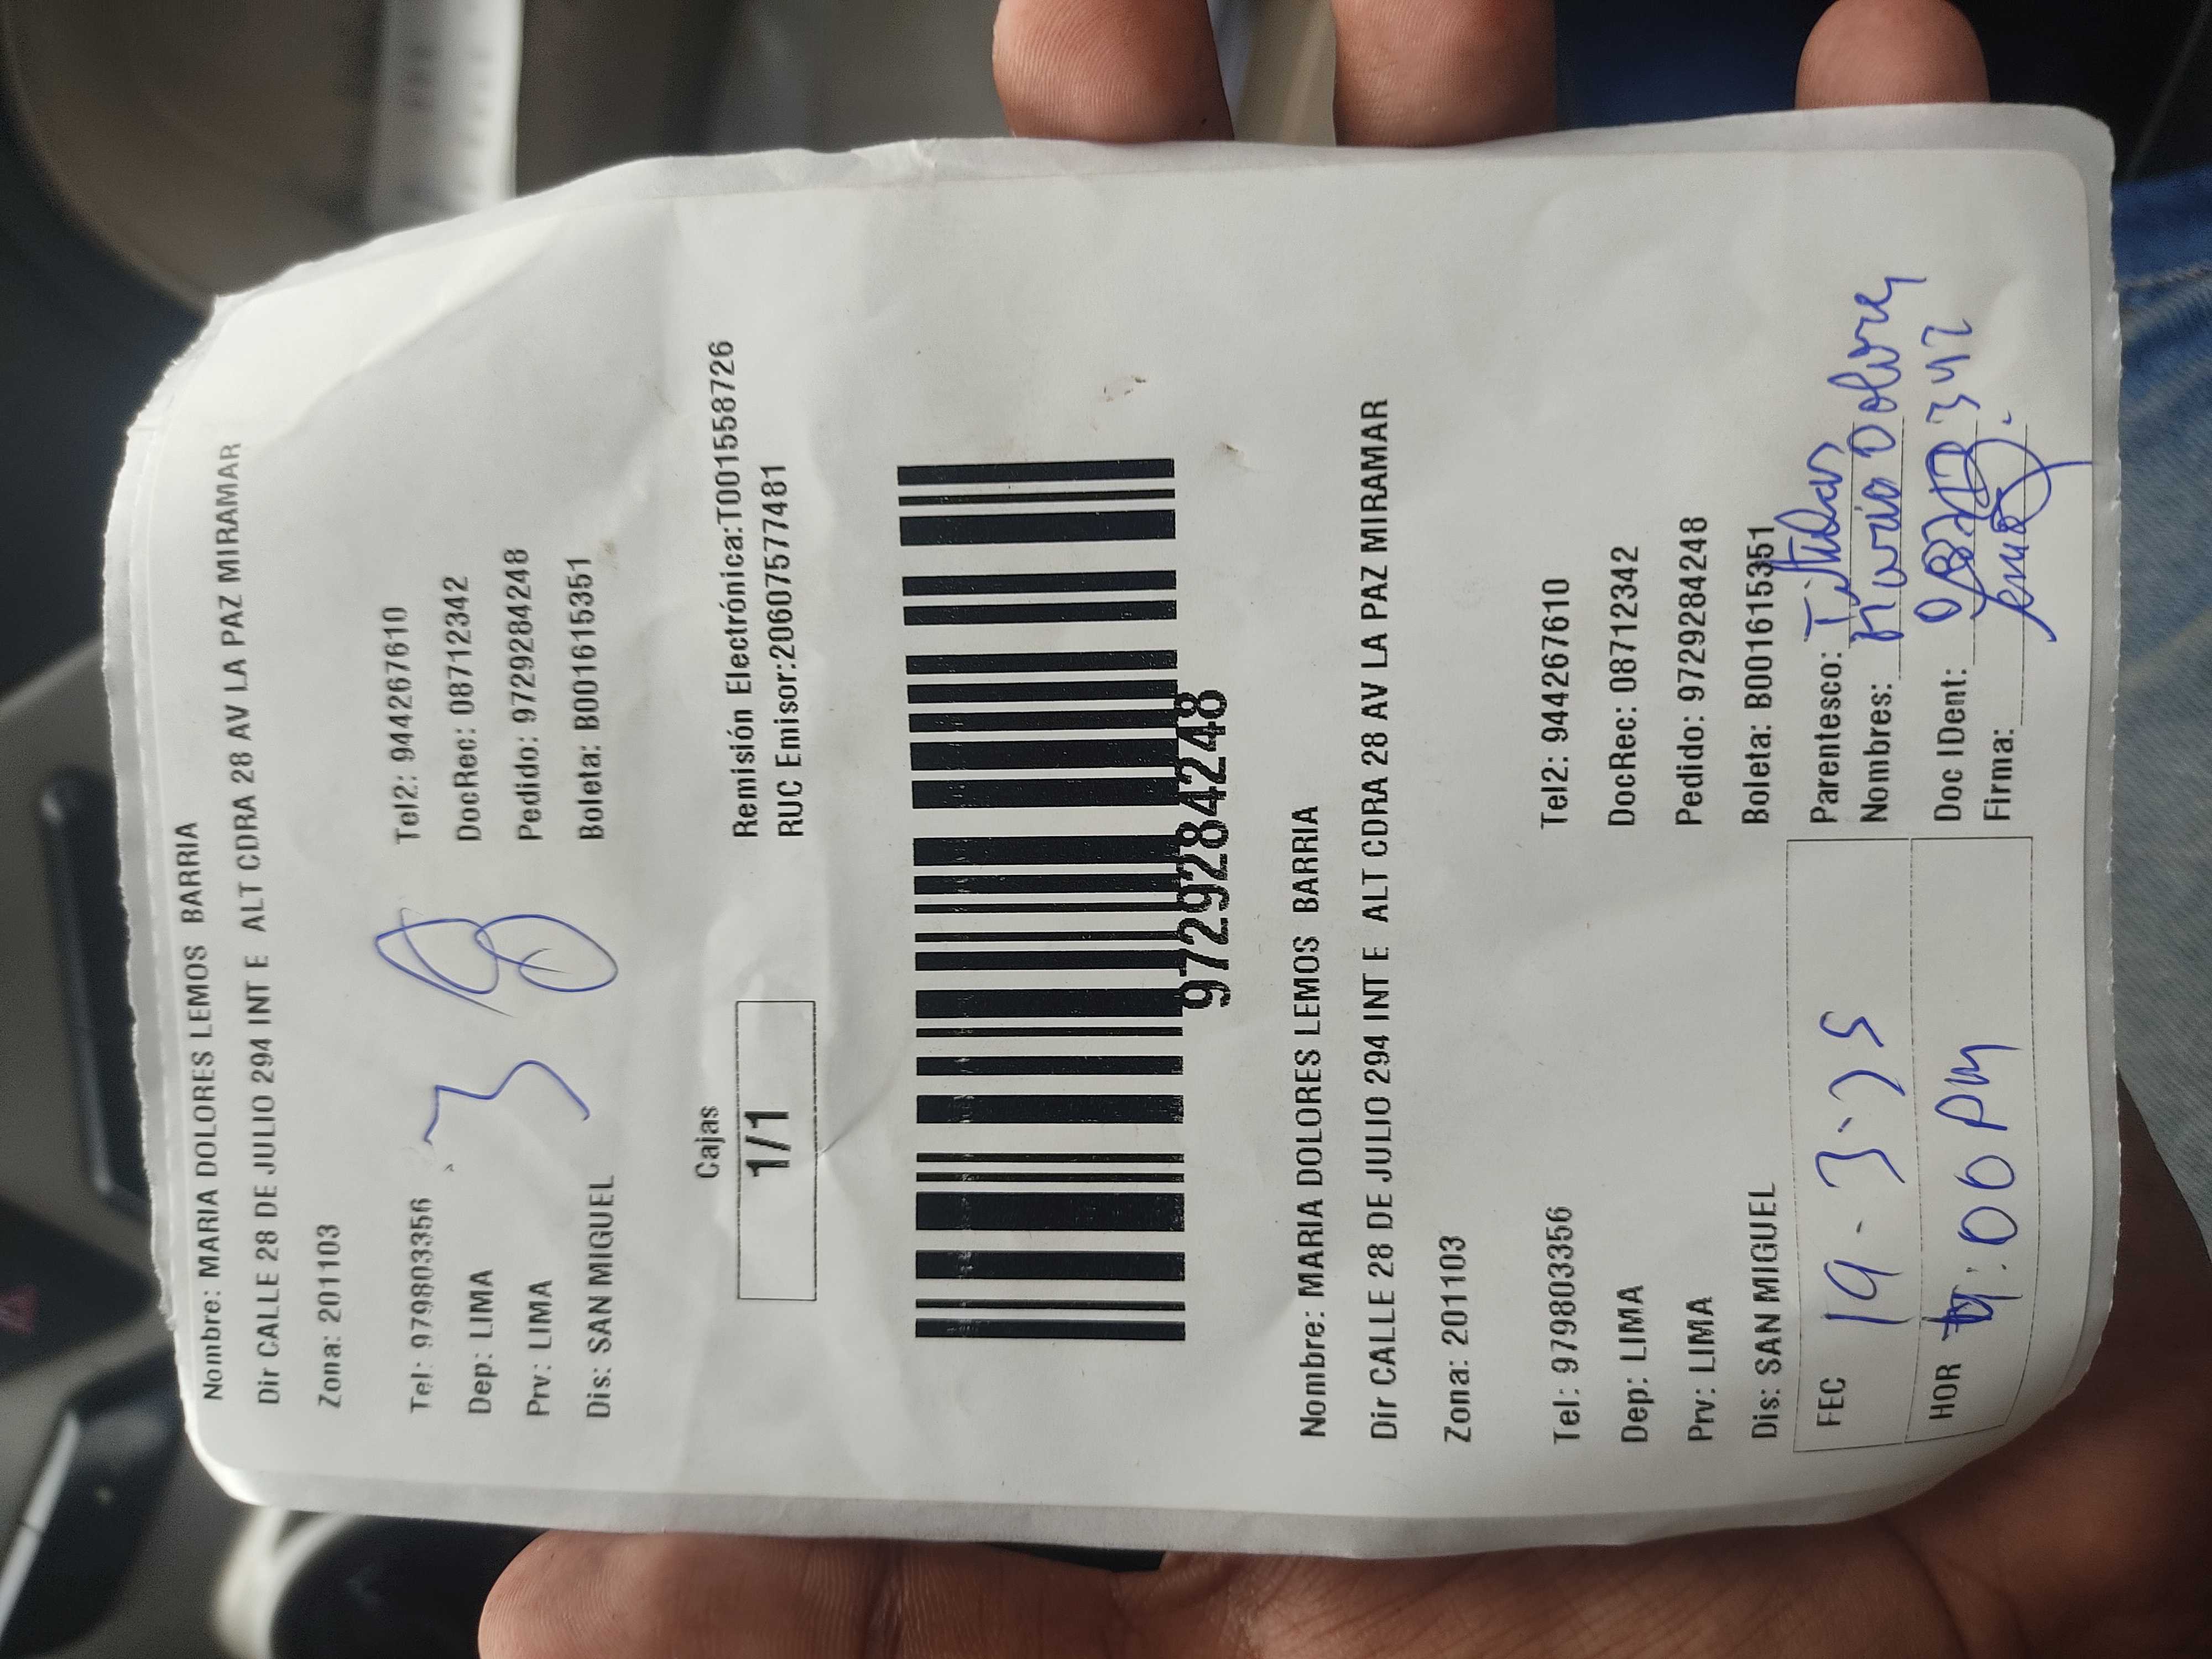 Nombre: MARIA DOLORES LEMOS BARRIA
Dir CALLE 28 DE JULIO 294 INT E ALT CDRA 28 AV LA PAZ MIRAMAR
Zona: 201103
Tel: 979803356 Tel2: 944267610
Dep: LIMA DocRec: 08712342
Prv: LIMA Pedido: 9729284248
Dis: SAN MIGUEL Boleta: B001615351
38
Cajas
1/1
Remisión Electrónica:T001558726
RUC Emisor:20607577481
9729284248
Nombre: MARIA DOLORES LEMOS BARRIA
Dir CALLE 28 DE JULIO 294 INT E ALT CDRA 28 AV LA PAZ MIRAMAR
Zona: 201103
Tel: 979803356 Tel2: 944267610
Dep: LIMA DocRec: 08712342
Prv: LIMA Pedido: 9729284248
Dis: SAN MIGUEL Boleta: B001615351
FEC 19-3-25 Parentesco: Titular
Nombres: Maria Dolores
HOR :00 PM Doc IDent:
Firma: